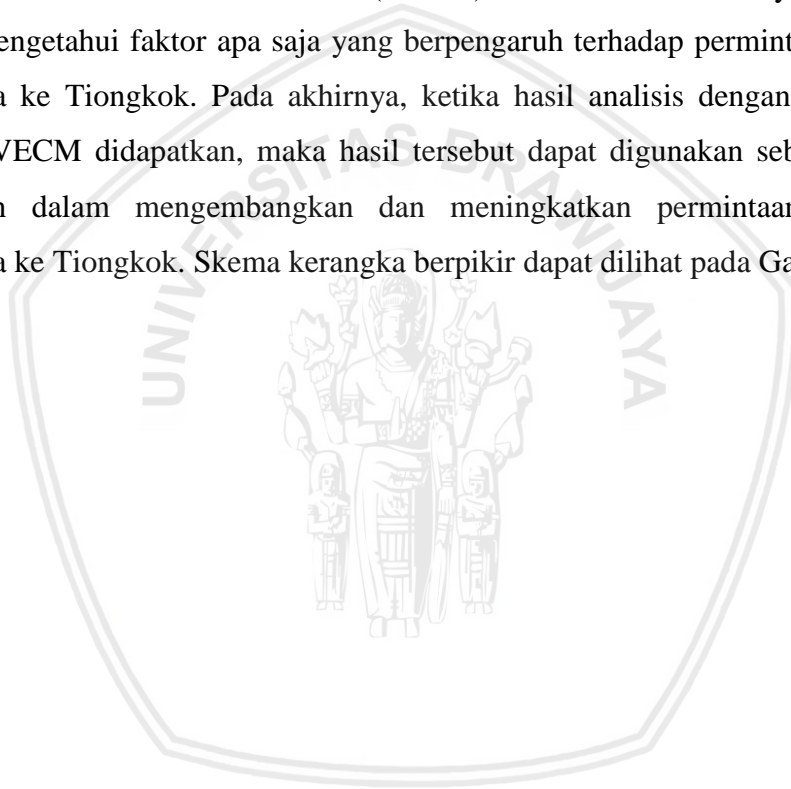 engetahui faktor apa saja yang berpengaruh terhadap permint
a ke Tiongkok. Pada akhirnya, ketika hasil analisis dengan
VECM didapatkan, maka hasil tersebut dapat digunakan seb
n dalam mengembangkan dan meningkatkan permintaan
a ke Tiongkok. Skema kerangka berpikir dapat dilihat pada Ga
UNIVERSITAS BRAWIJAYA